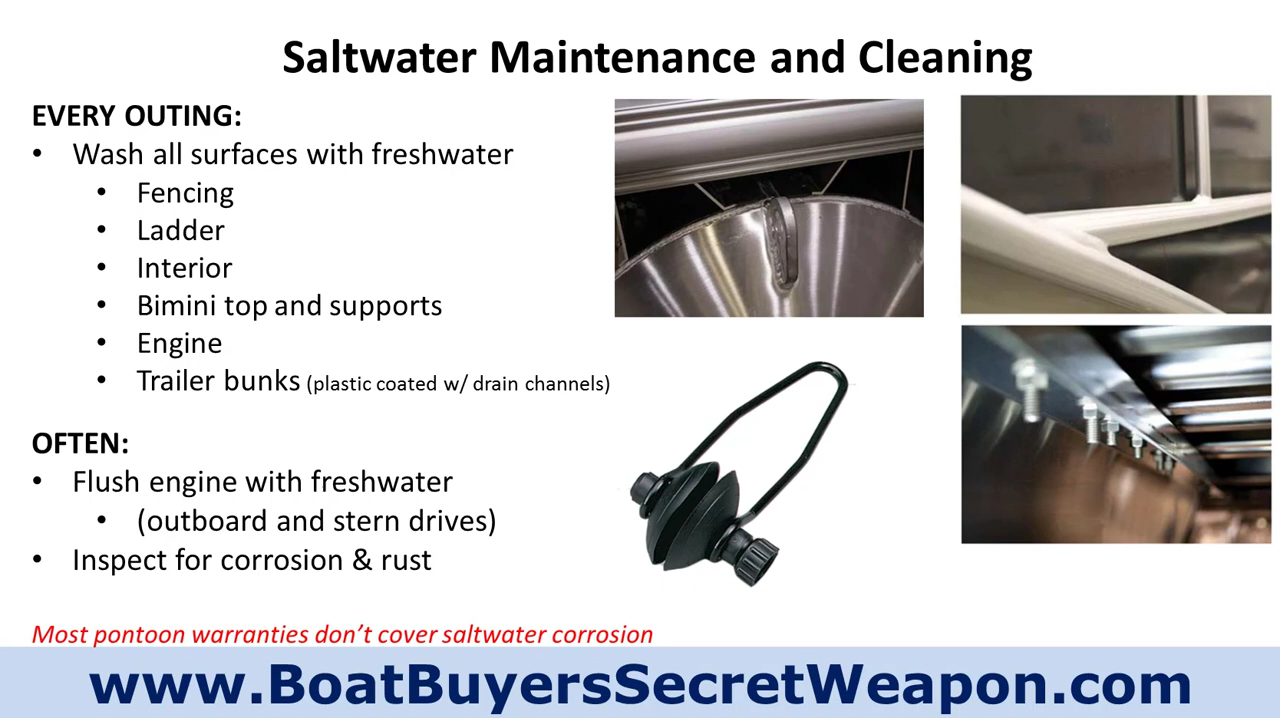 Saltwater Maintenance and Cleaning
EVERY OUTING:
• Wash all surfaces with freshwater
• Fencing
• Ladder
• Interior
• Bimini top and supports
• Engine
• Trailer bunks (plastic coated w/ drain channels)
OFTEN:
• Flush engine with freshwater
• (outboard and stern drives)
• Inspect for corrosion & rust
Most pontoon warranties don’t cover saltwater corrosion
www.BoatBuyersSecretWeapon.com